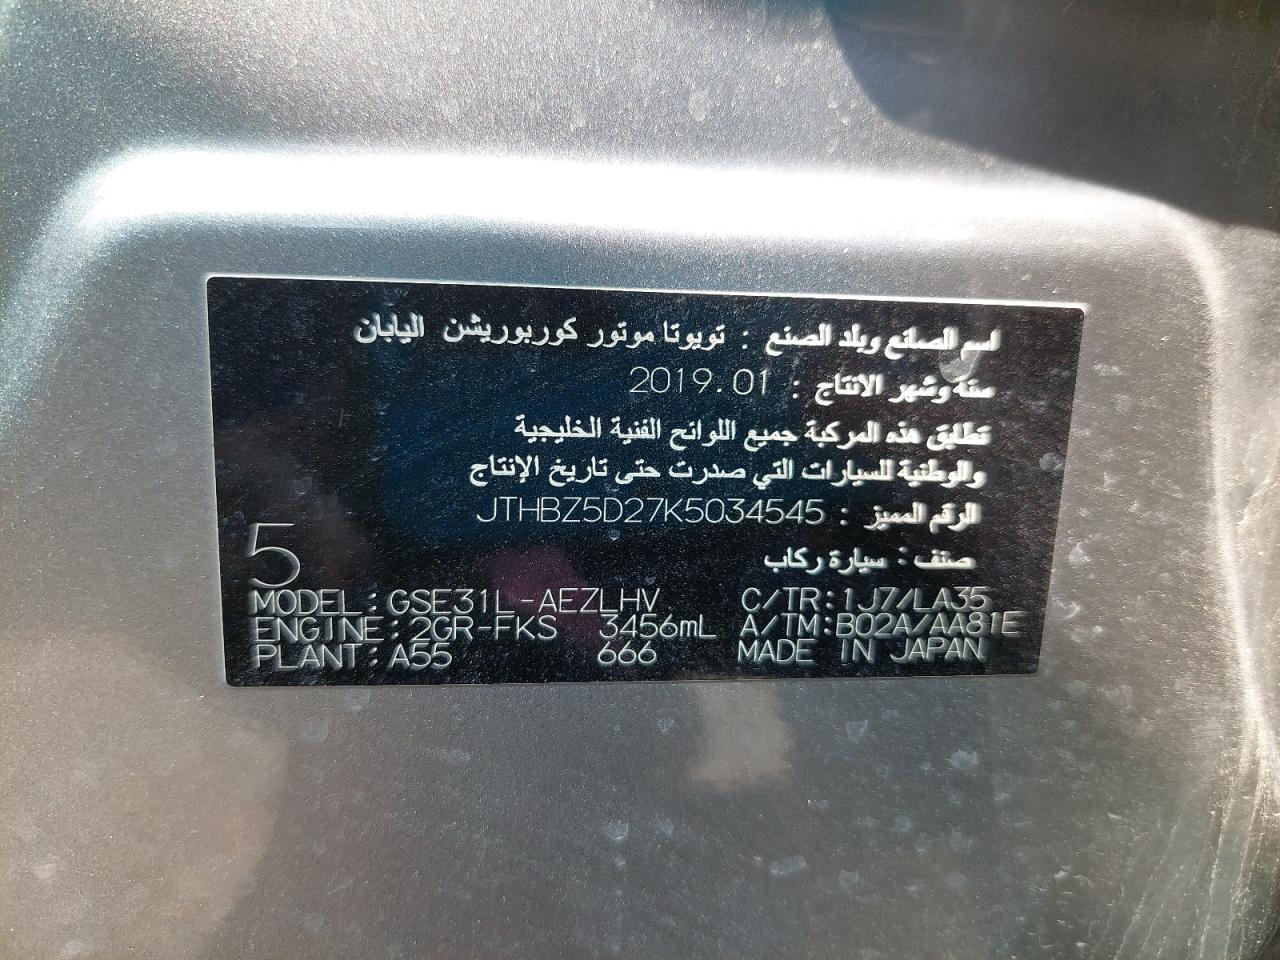 اسم الصانع وبلد الصنع : تويوتا موتور كوربوريشن اليابان
سنة وشهر الانتاج : 2019.01
تطابق هذه المركبة جميع اللوائح الفنية الخليجية
والوطنية للسيارات التي صدرت حتى تاريخ الإنتاج
الرقم المميز : JTHBZ5D27K5034545
صنف : سيارة ركاب
5
MODEL:GSE31L-AEZLHV C/TR:1J7/LA35
ENGINE:2GR-FKS 3456mL A/TM:B02A/AA81E
PLANT:A55 666 MADE IN JAPAN